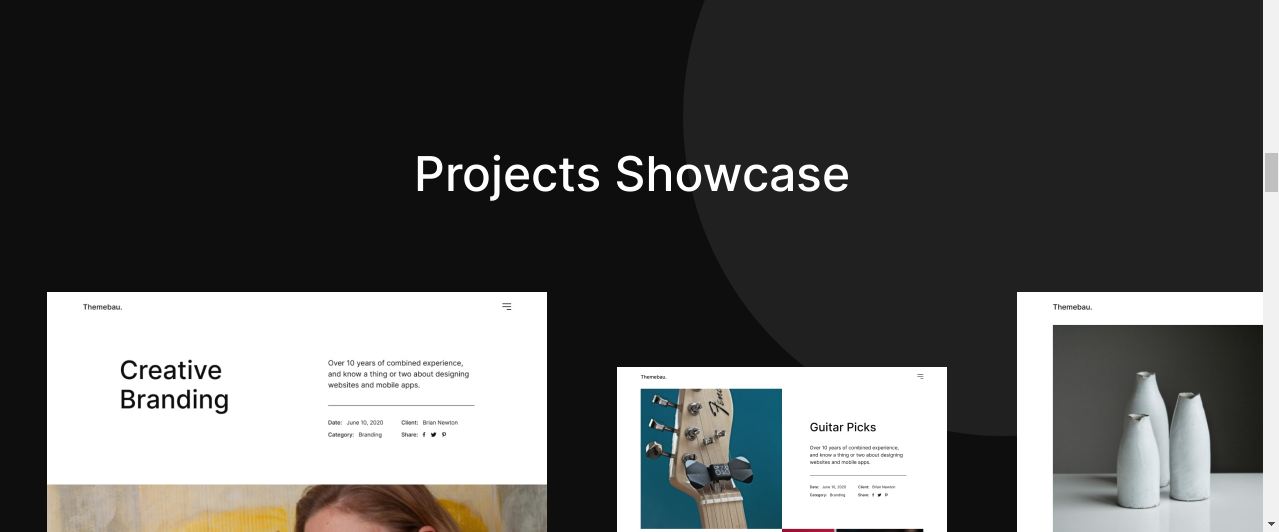 Projects Showcase
Themebau.
Creative
Branding
Over 10 years of combined experience,
and know a thing or two about designing
websites and mobile apps.
Date: June 10, 2020 Client: Brian Newton
Category: Branding Share:
Themebau.
Fender
Guitar Picks
Over 10 years of combined experience,
and know a thing or two about designing
websites and mobile apps.
Date: June 10, 2020 Client: Brian Newton
Category: Branding Share:
Themebau.